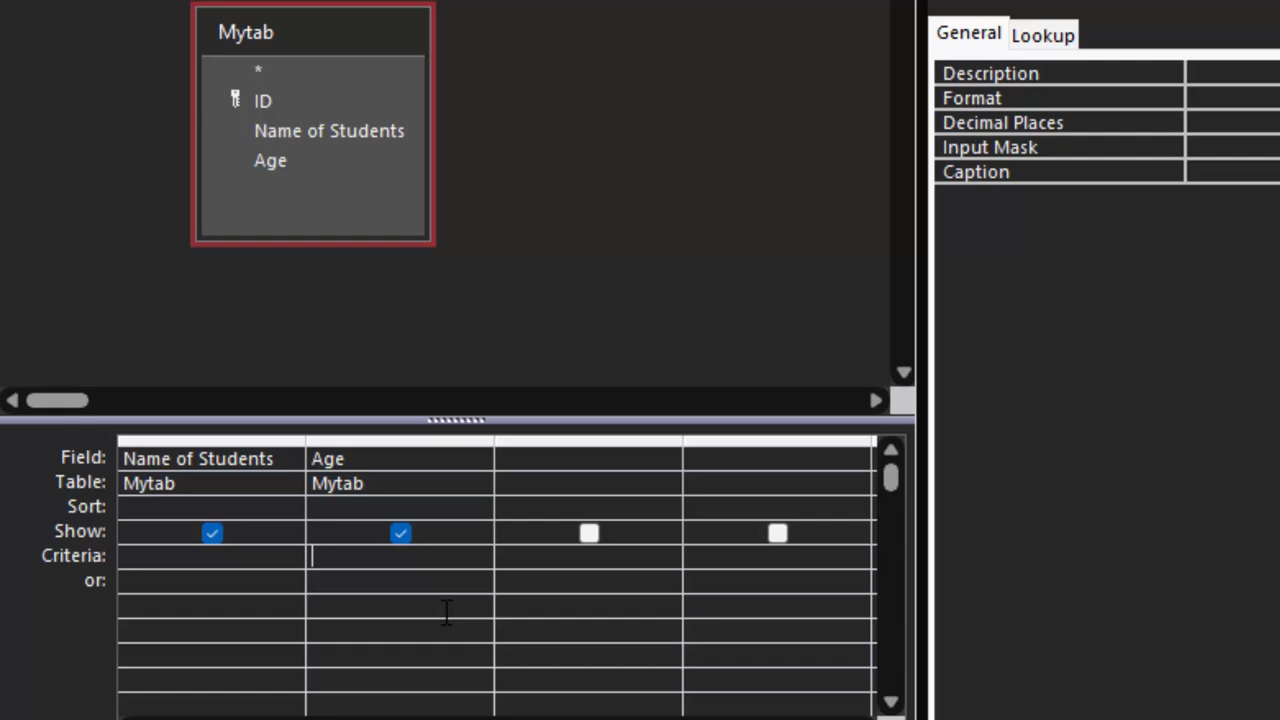 Mytab
*
ID
Name of Students
Age
General Lookup
Description
Format
Decimal Places
Input Mask
Caption
Field: Name of Students Age
Table: Mytab Mytab
Sort:
Show:
Criteria:
or: